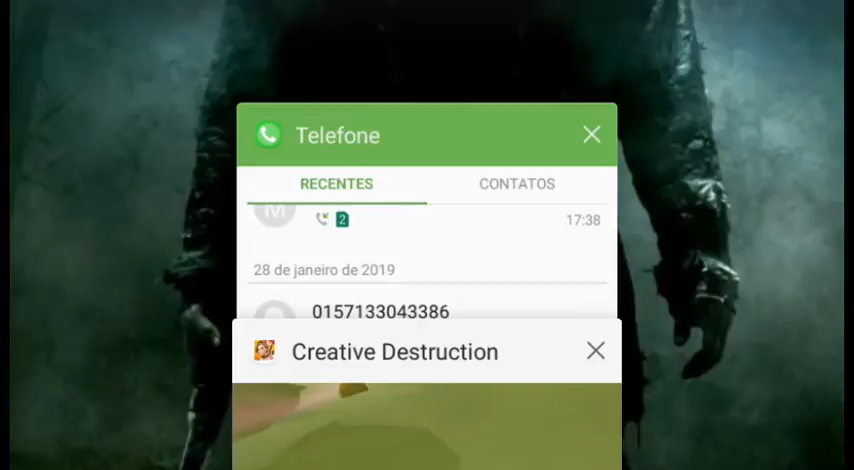 Telefone
RECENTES CONTATOS
M
2 17:38
28 de janeiro de 2019
0157133043386
Creative Destruction